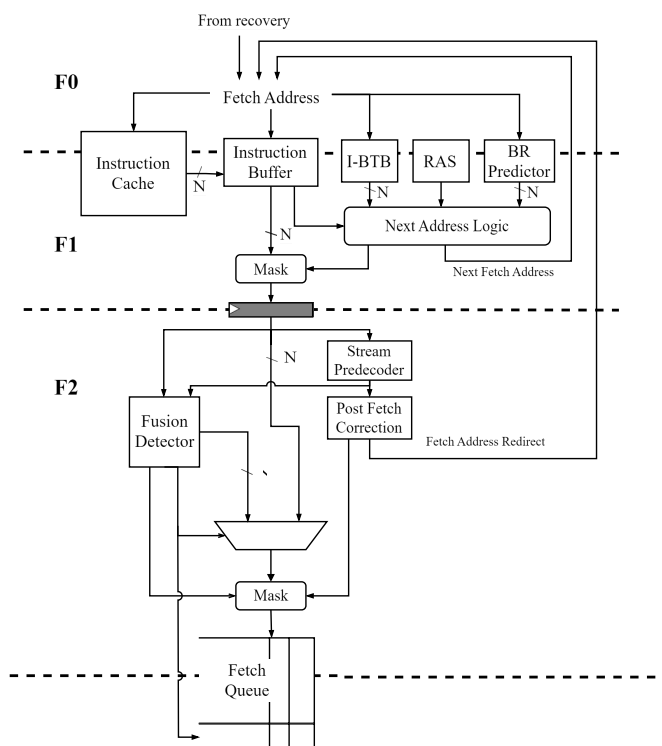 From recovery
F0
Fetch Address
Instruction
Cache
N
Instruction
Buffer
I-BTB
RAS
BR
Predictor
N
N
Next Address Logic
N
F1
Mask
Next Fetch Address
N
Stream
Predecoder
F2
Fusion
Detector
Post Fetch
Correction
Fetch Address Redirect
Mask
Fetch
Queue